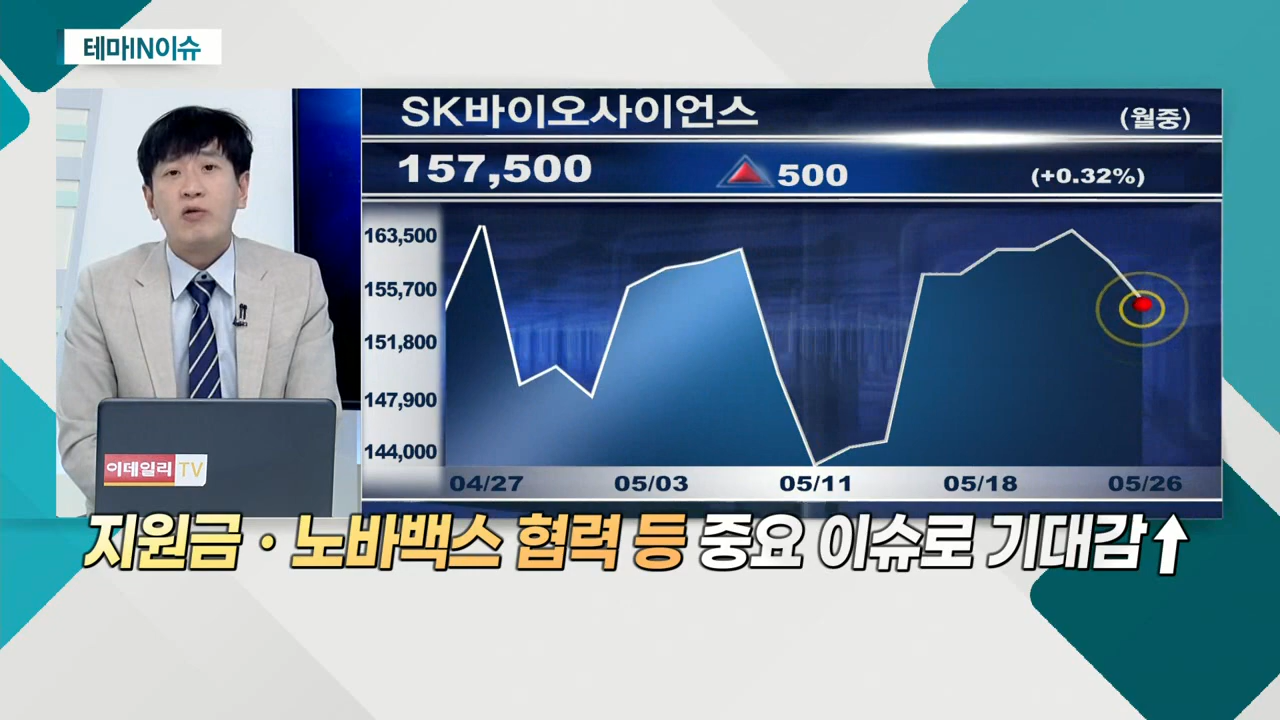 테마IN이슈
SK바이오사이언스
(월중)
157,500
500
(+0.32%)
163,500
155,700
151,800
147,900
144,000
04/27
05/03
05/11
05/18
05/26
이데일리TV
지원금·노바백스 협력 등 중요 이슈로 기대감↑